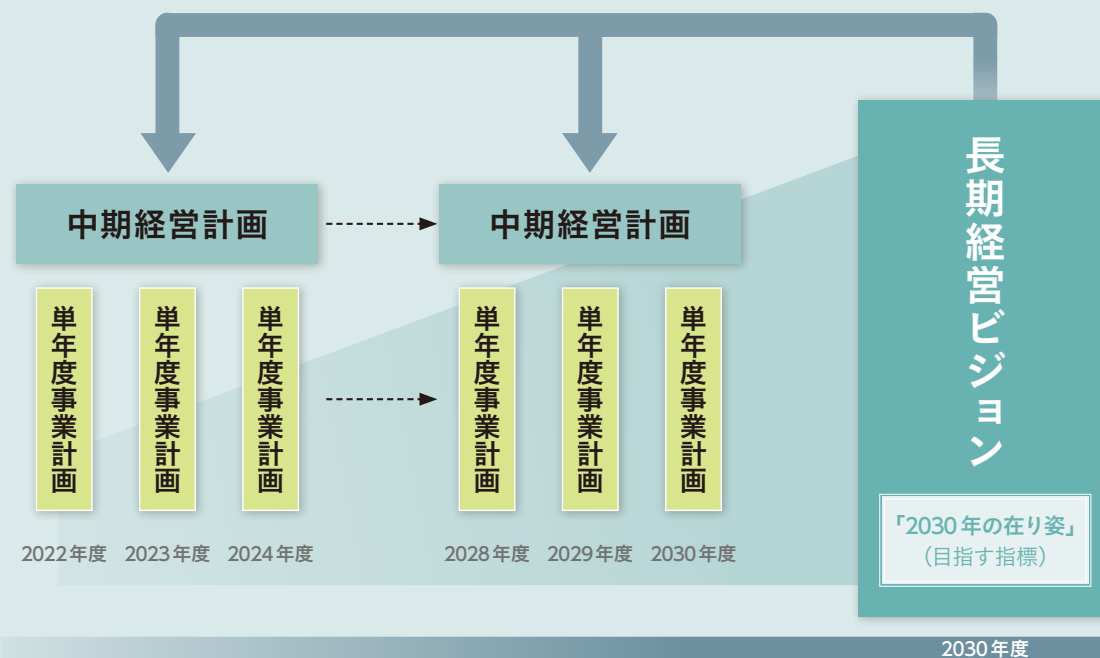 中期経営計画
中期経営計画
単年度事業計画
単年度事業計画
単年度事業計画
単年度事業計画
単年度事業計画
単年度事業計画
2022年度
2023年度
2024年度
2028年度
2029年度
2030年度
長期経営ビジョン
「2030年の在り姿」
（目指す指標）
2030年度